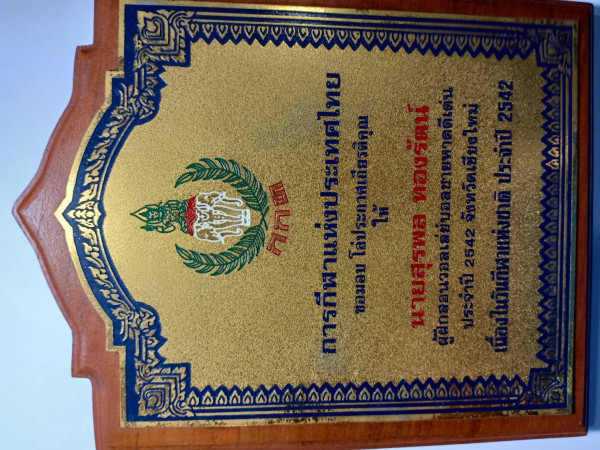 กกท
การกีฬาแห่งประเทศไทย
ขอมอบ โล่ประกาศเกียรติคุณ
ให้
นายสุรพล ทองรัตน์
ผู้ฝึกสอนวอลเลย์บอลชายหาดดีเด่น
ประจำปี 2542 จังหวัดเชียงใหม่
เนื่องในวันกีฬาแห่งชาติ ประจำปี 2542